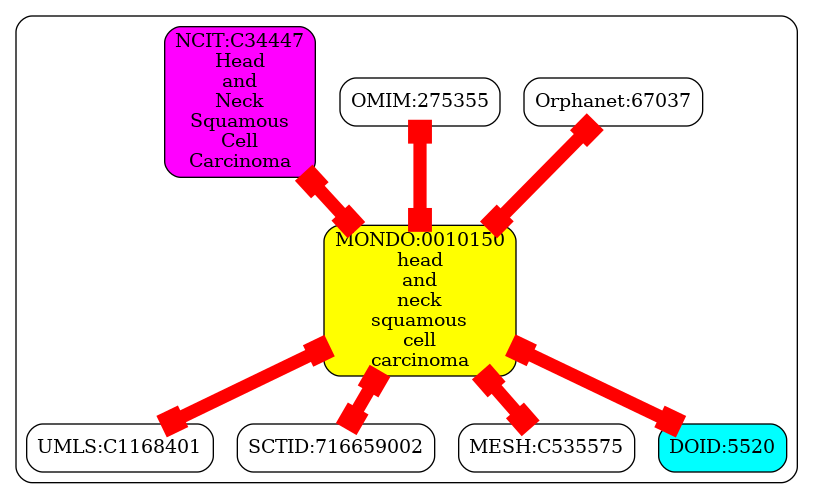 NCIT:C34447
Head
and
Neck
Squamous
Cell
Carcinoma
OMIM:275355
Orphanet:67037
MONDO:0010150
head
and
neck
squamous
cell
carcinoma
UMLS:C1168401
SCTID:716659002
MESH:C535575
DOID:5520